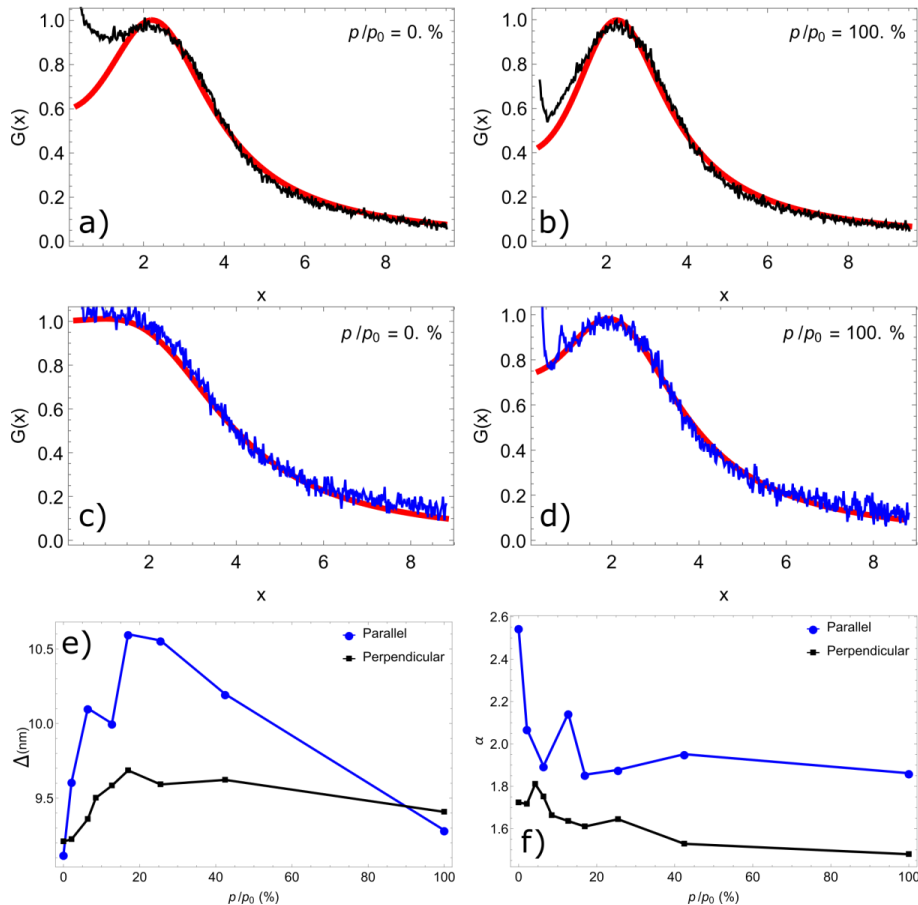 p/p0 = 0. %
1.0
0.8
0.6
0.4
0.2
0.0
G(x)
a)
2 4 6 8
x
p/p0 = 100. %
1.0
0.8
0.6
0.4
0.2
0.0
G(x)
b)
2 4 6 8
x
p/p0 = 0. %
1.0
0.8
0.6
0.4
0.2
0.0
G(x)
c)
0 2 4 6 8
x
p/p0 = 100. %
1.0
0.8
0.6
0.4
0.2
0.0
G(x)
d)
0 2 4 6 8
x
e)
Parallel
Perpendicular
10.5
10.0
9.5
Δ(nm)
0 20 40 60 80 100
p/p0 (%)
2.6
Parallel
Perpendicular
2.4
2.2
2.0
1.8
1.6
α
f)
0 20 40 60 80 100
p/p0 (%)